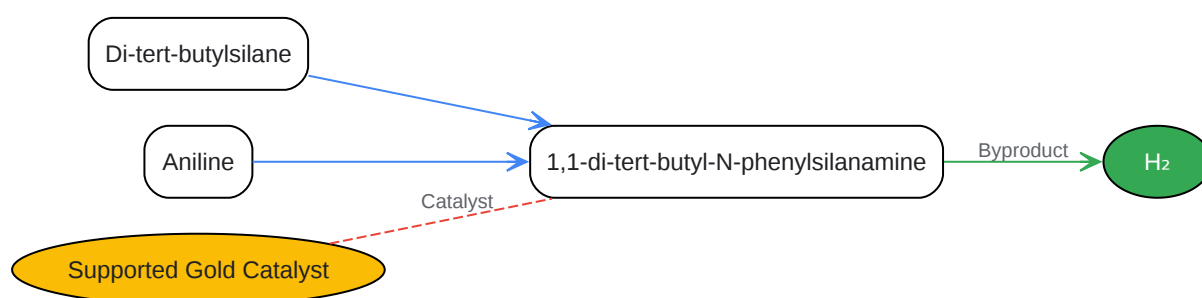 Di-tert-butylsilane
Aniline
1,1-di-tert-butyl-N-phenylsilanamine
Byproduct
H₂
Catalyst
Supported Gold Catalyst